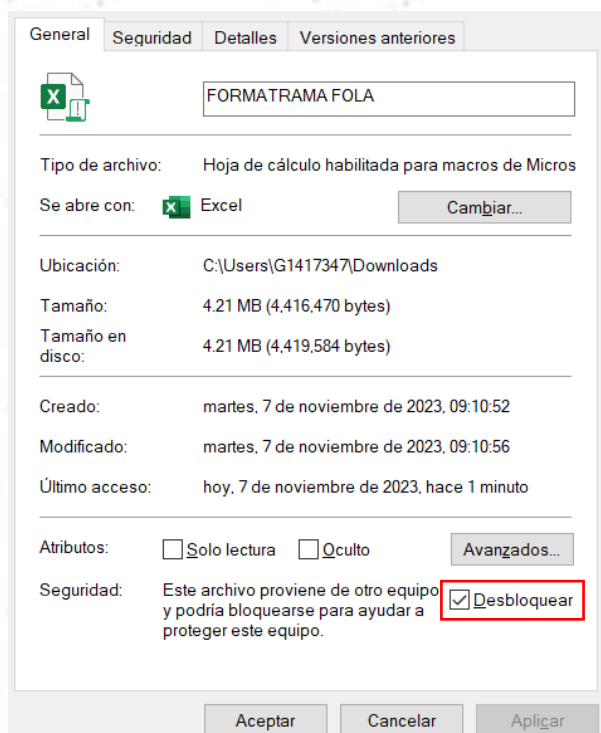 General Seguridad Detalles Versiones anteriores
FORMATRAMA FOLA
Tipo de archivo: Hoja de cálculo habilitada para macros de Micros
Se abre con: Excel Cambiar...
Ubicación: C:\Users\G1417347\Downloads
Tamaño: 4.21 MB (4,416,470 bytes)
Tamaño en
disco: 4.21 MB (4,419,584 bytes)
Creado: martes, 7 de noviembre de 2023, 09:10:52
Modificado: martes, 7 de noviembre de 2023, 09:10:56
Último acceso: hoy, 7 de noviembre de 2023, hace 1 minuto
Atributos: Solo lectura Oculto Avanzados...
Seguridad: Este archivo proviene de otro equipo
y podría bloquearse para ayudar a
proteger este equipo.
Desbloquear
Aceptar Cancelar Aplicar